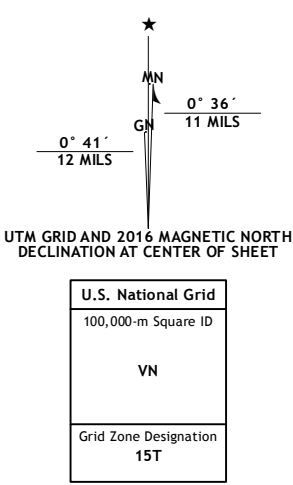 ★
MN
0° 36´
11 MILS
GN
0° 41´
12 MILS
UTM GRID AND 2016 MAGNETIC NORTH
DECLINATION AT CENTER OF SHEET
U.S. National Grid
100,000-m Square ID
VN
Grid Zone Designation
15T